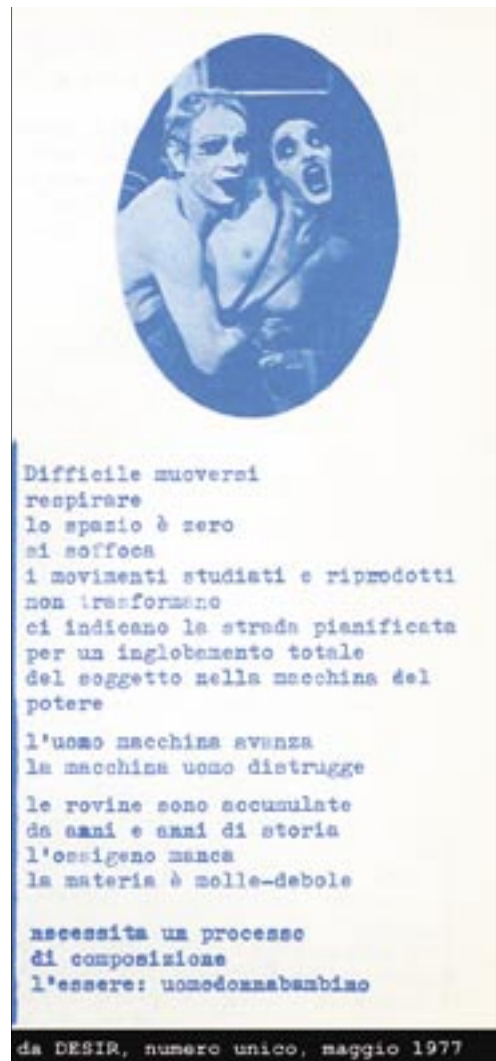 Difficile muoversi
respirare
lo spazio è zero
si soffoca
i movimenti studiati e riprodotti
non trasformano
ci indicano la strada pianificata
per un inglobamento totale
del soggetto nella macchina del
potere
l'uomo macchina avanza
la macchina uomo distrugge
le rovine sono accumulate
da anni e anni di storia
l'ossigeno manca
la materia è molle-debole
necessita un processo
di composizione
l'essere: uomodonnabambino
da DESIR, numero unico, maggio 1977